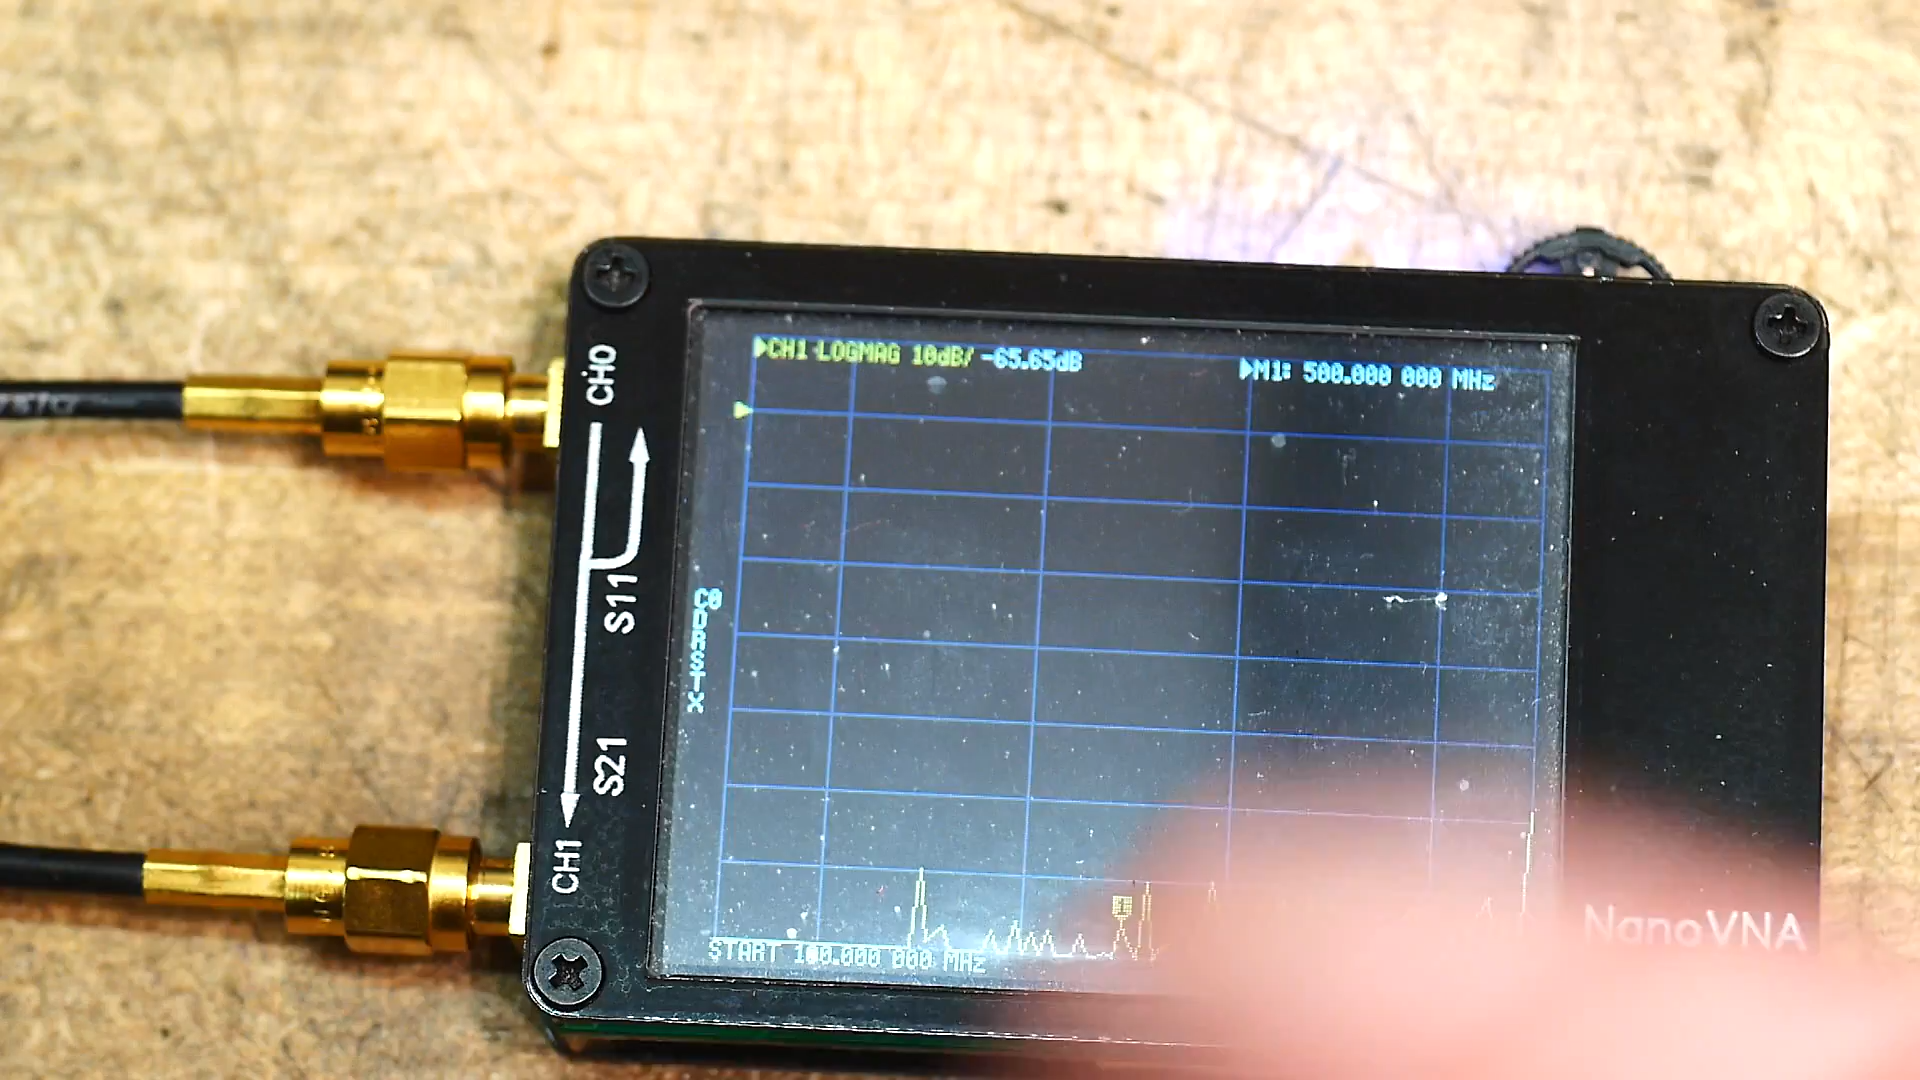 CH1 LOGMAG 10dB/ -65.65dB
M1: 500.000 000 MHz
CH0
S11
S21
CH1
C0
START 100.000 000 MHz
NanoVNA